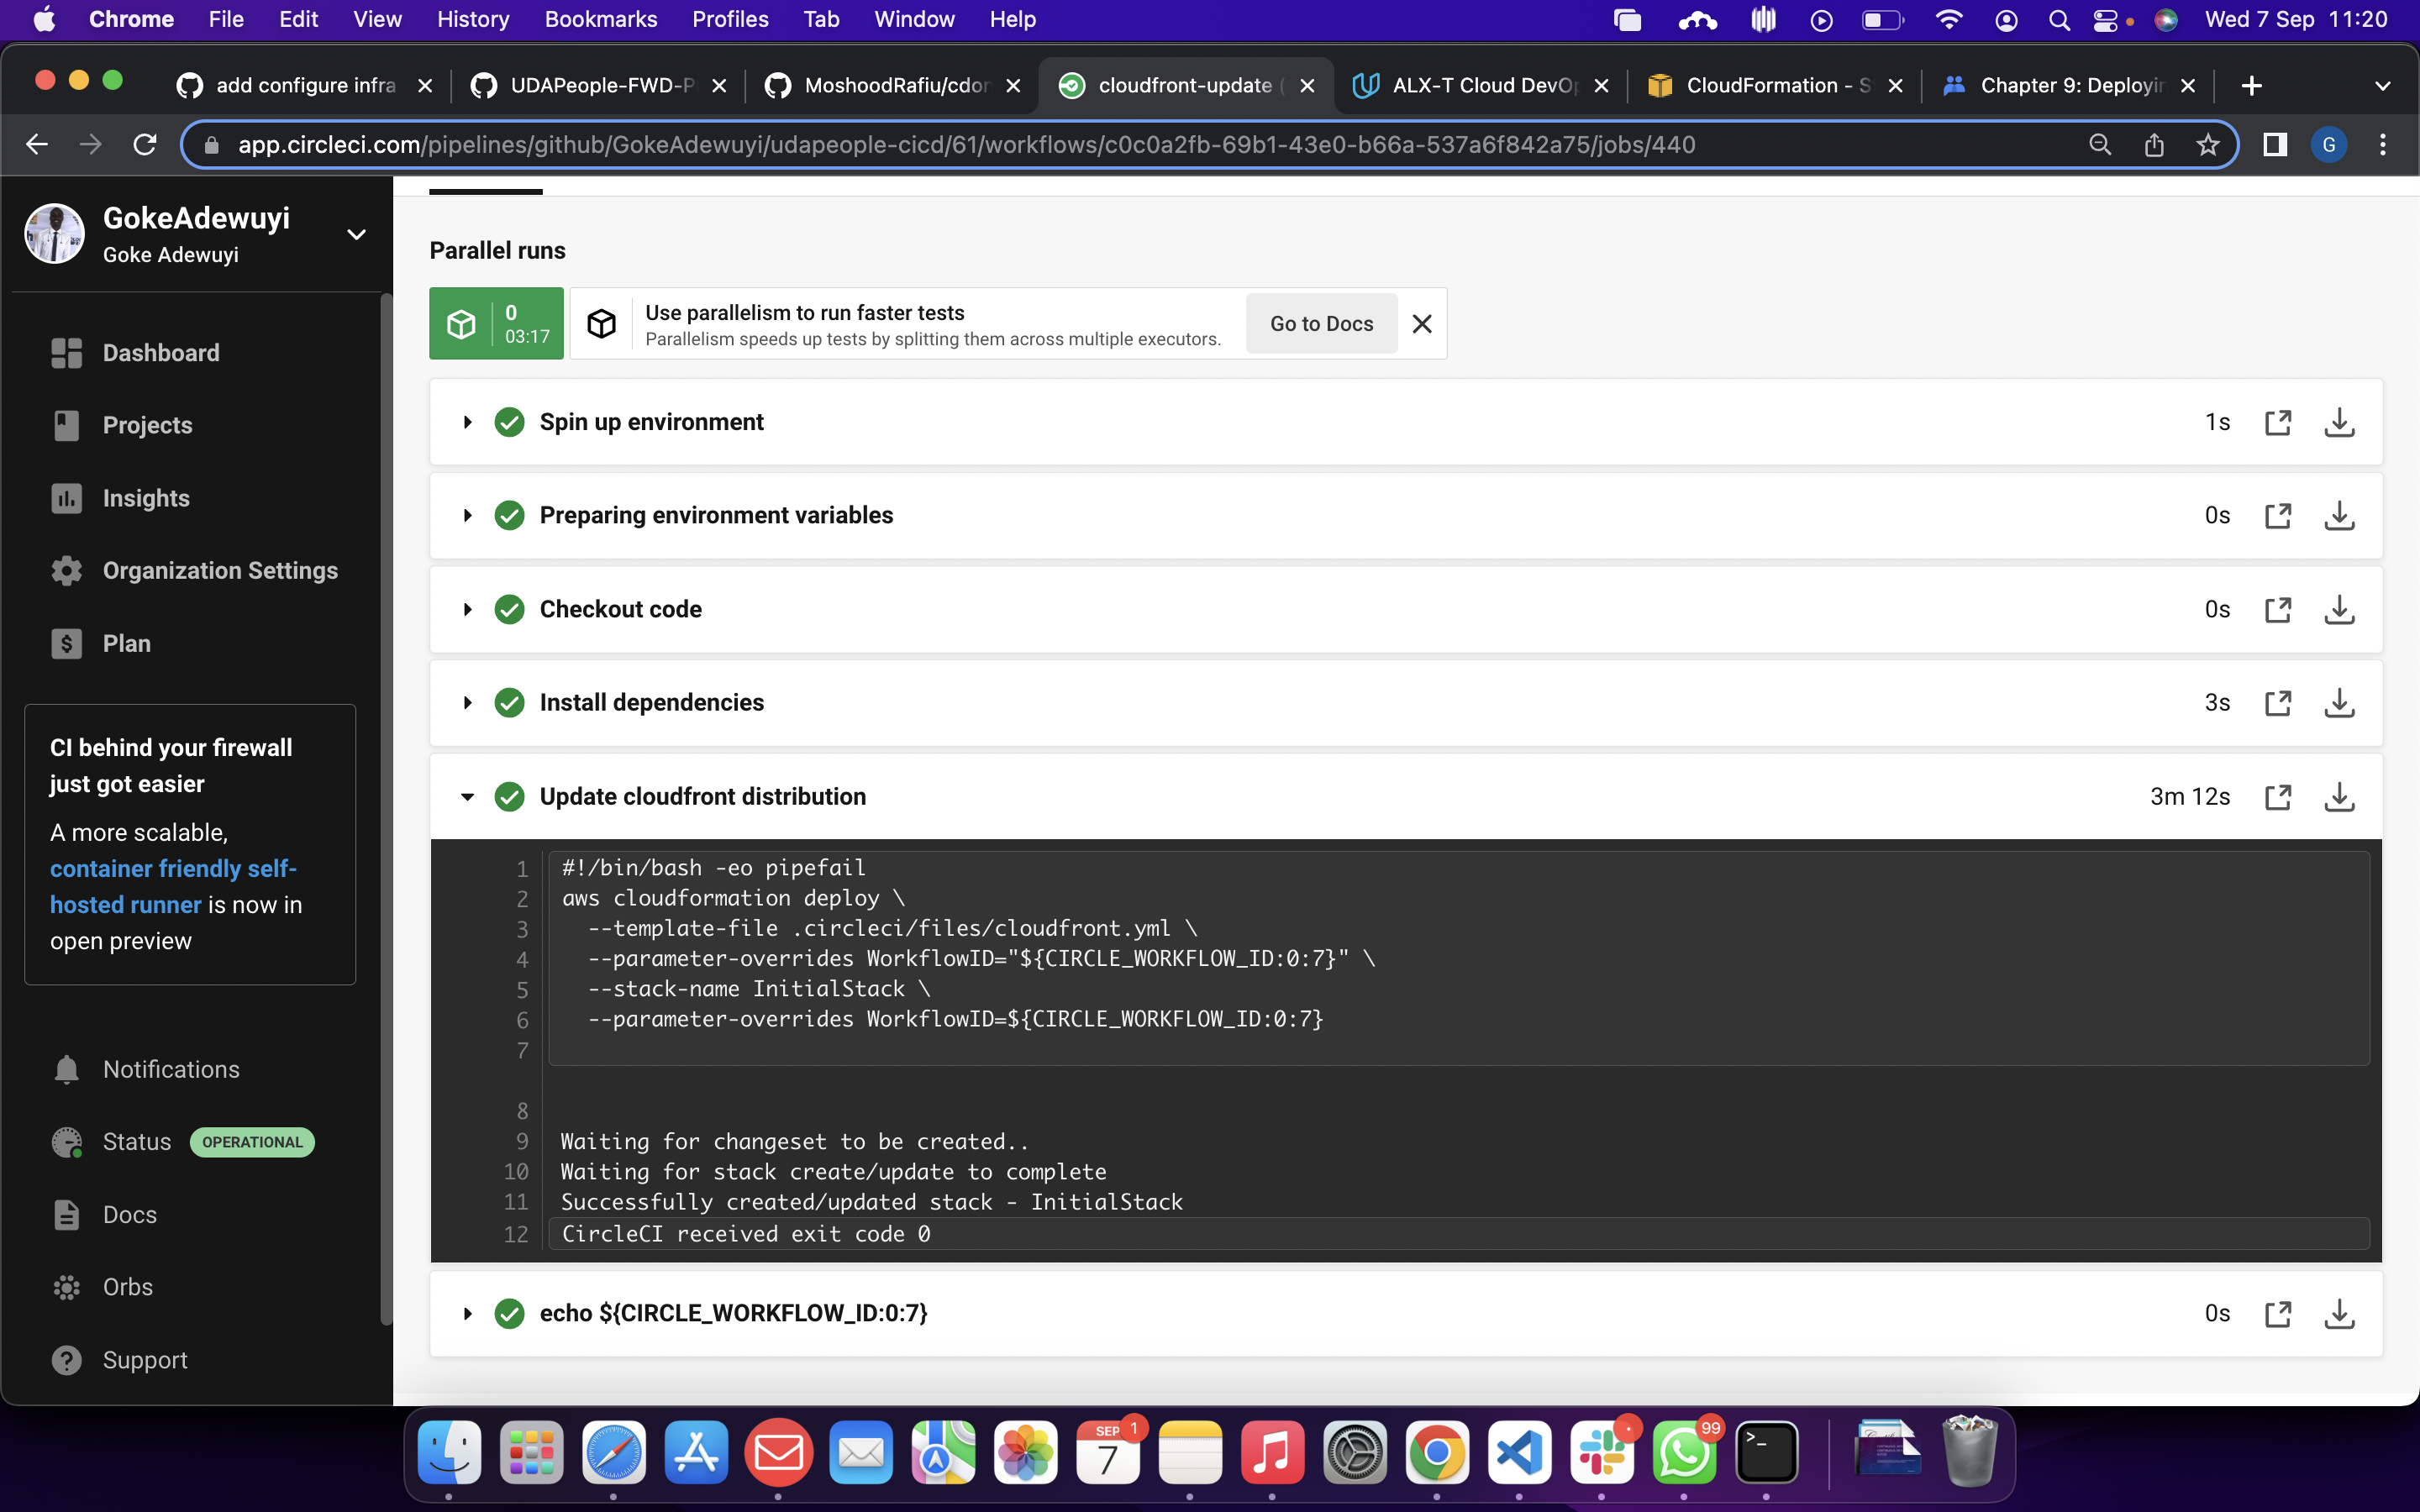 Chrome File Edit View History Bookmarks Profiles Tab Window Help Wed 7 Sep 11:20
add configure infra UDAPeople-FWD-P MoshoodRafiu/cdon cloudfront-update ( ALX-T Cloud DevOp CloudFormation - S Chapter 9: Deployin
app.circleci.com/pipelines/github/GokeAdewuyi/udapeople-cicd/61/workflows/c0c0a2fb-69b1-43e0-b66a-537a6f842a75/jobs/440
G
GokeAdewuyi
Goke Adewuyi
Dashboard
Projects
Insights
Organization Settings
Plan
CI behind your firewall
just got easier
A more scalable,
container friendly self-
hosted runner is now in
open preview
Notifications
Status OPERATIONAL
Docs
Orbs
Support
Parallel runs
0
03:17
Use parallelism to run faster tests
Parallelism speeds up tests by splitting them across multiple executors.
Go to Docs
Spin up environment 1s
Preparing environment variables 0s
Checkout code 0s
Install dependencies 3s
Update cloudfront distribution 3m 12s
1 #!/bin/bash -eo pipefail
2 aws cloudformation deploy \
3 --template-file .circleci/files/cloudfront.yml \
4 --parameter-overrides WorkflowID="${CIRCLE_WORKFLOW_ID:0:7}" \
5 --stack-name InitialStack \
6 --parameter-overrides WorkflowID=${CIRCLE_WORKFLOW_ID:0:7}
7
8
9 Waiting for changeset to be created..
10 Waiting for stack create/update to complete
11 Successfully created/updated stack - InitialStack
12 CircleCI received exit code 0
echo ${CIRCLE_WORKFLOW_ID:0:7} 0s
SEP 1
7
99